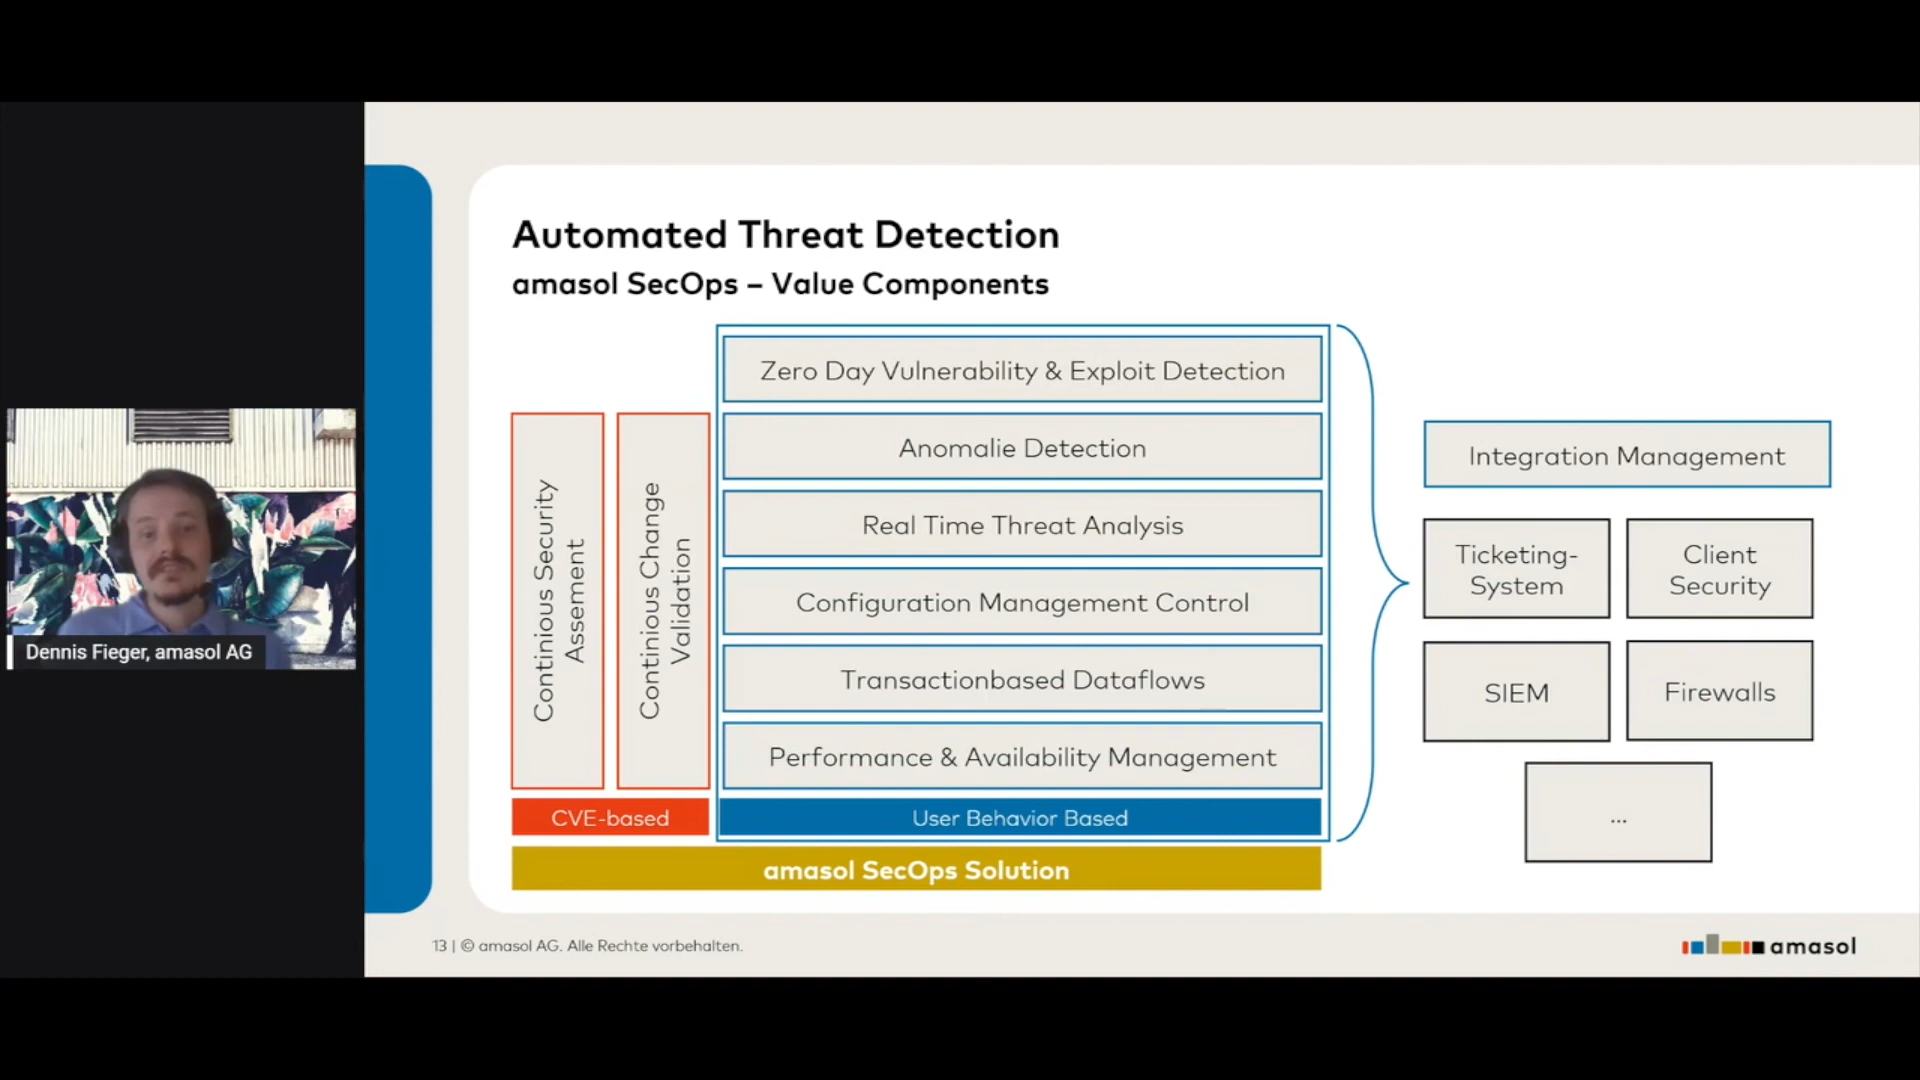 Automated Threat Detection
amasol SecOps – Value Components
Continious Security
Assement
Continious Change
Validation
CVE-based
Zero Day Vulnerability & Exploit Detection
Anomalie Detection
Real Time Threat Analysis
Configuration Management Control
Transactionbased Dataflows
Performance & Availability Management
User Behavior Based
amasol SecOps Solution
Integration Management
Ticketing-
System
Client
Security
SIEM
Firewalls
...
Dennis Fieger, amasol AG
13 | © amasol AG. Alle Rechte vorbehalten.
amasol